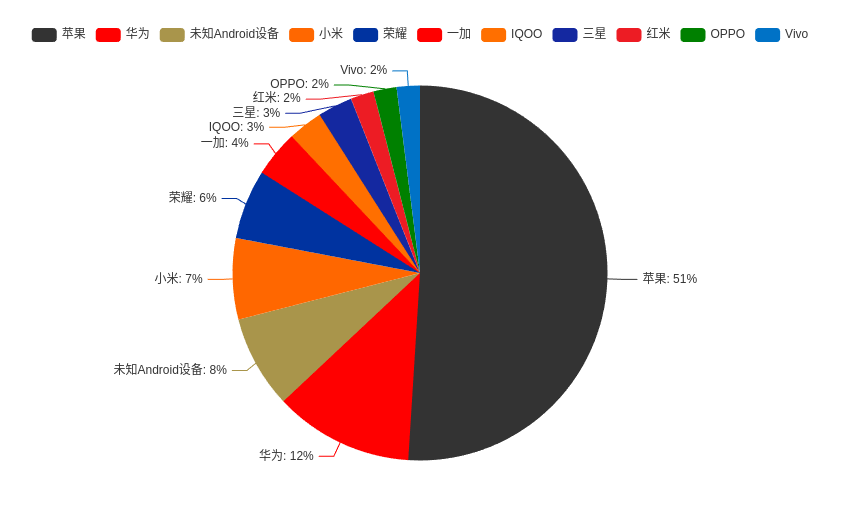 苹果 华为 未知Android设备 小米 荣耀 一加 IQOO 三星 红米 OPPO Vivo
Vivo: 2%
OPPO: 2%
红米: 2%
三星: 3%
IQOO: 3%
一加: 4%
荣耀: 6%
小米: 7%
苹果: 51%
未知Android设备: 8%
华为: 12%